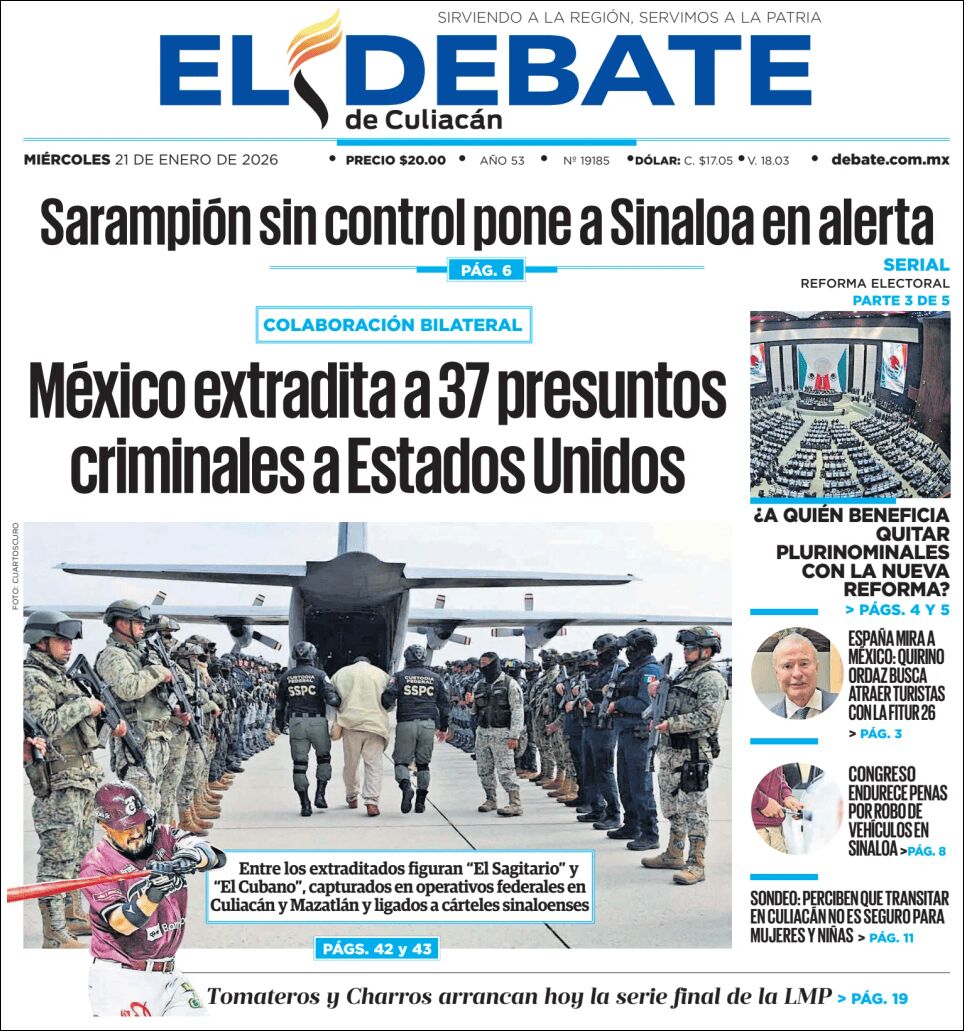 SIRVIENDO A LA REGIÓN, SERVIMOS A LA PATRIA
EL DEBATE
de Culiacán
MIÉRCOLES 21 DE ENERO DE 2026 • PRECIO $20.00 • AÑO 53 • Nº 19185 • DÓLAR: C. $17.05 • V. 18.03 • debate.com.mx
Sarampión sin control pone a Sinaloa en alerta
PÁG. 6
COLABORACIÓN BILATERAL
México extradita a 37 presuntos
criminales a Estados Unidos
FOTO: CUARTOSCURO
CUSTODIA
FEDERAL
SSPC
CUSTODIA
FEDERAL
SSPC
Entre los extraditados figuran “El Sagitario” y
“El Cubano”, capturados en operativos federales en
Culiacán y Mazatlán y ligados a cárteles sinaloenses
PÁGS. 42 y 43
SERIAL
REFORMA ELECTORAL
PARTE 3 DE 5
¿A QUIÉN BENEFICIA
QUITAR
PLURINOMINALES
CON LA NUEVA
REFORMA?
> PÁGS. 4 Y 5
ESPAÑA MIRA A
MÉXICO: QUIRINO
ORDAZ BUSCA
ATRAER TURISTAS
CON LA FITUR 26
> PÁG. 3
CONGRESO
ENDURECE PENAS
POR ROBO DE
VEHÍCULOS EN
SINALOA >PÁG. 8
SONDEO: PERCIBEN QUE TRANSITAR
EN CULIACÁN NO ES SEGURO PARA
MUJERES Y NIÑAS > PÁG. 11
Tomateros y Charros arrancan hoy la serie final de la LMP > PÁG. 19